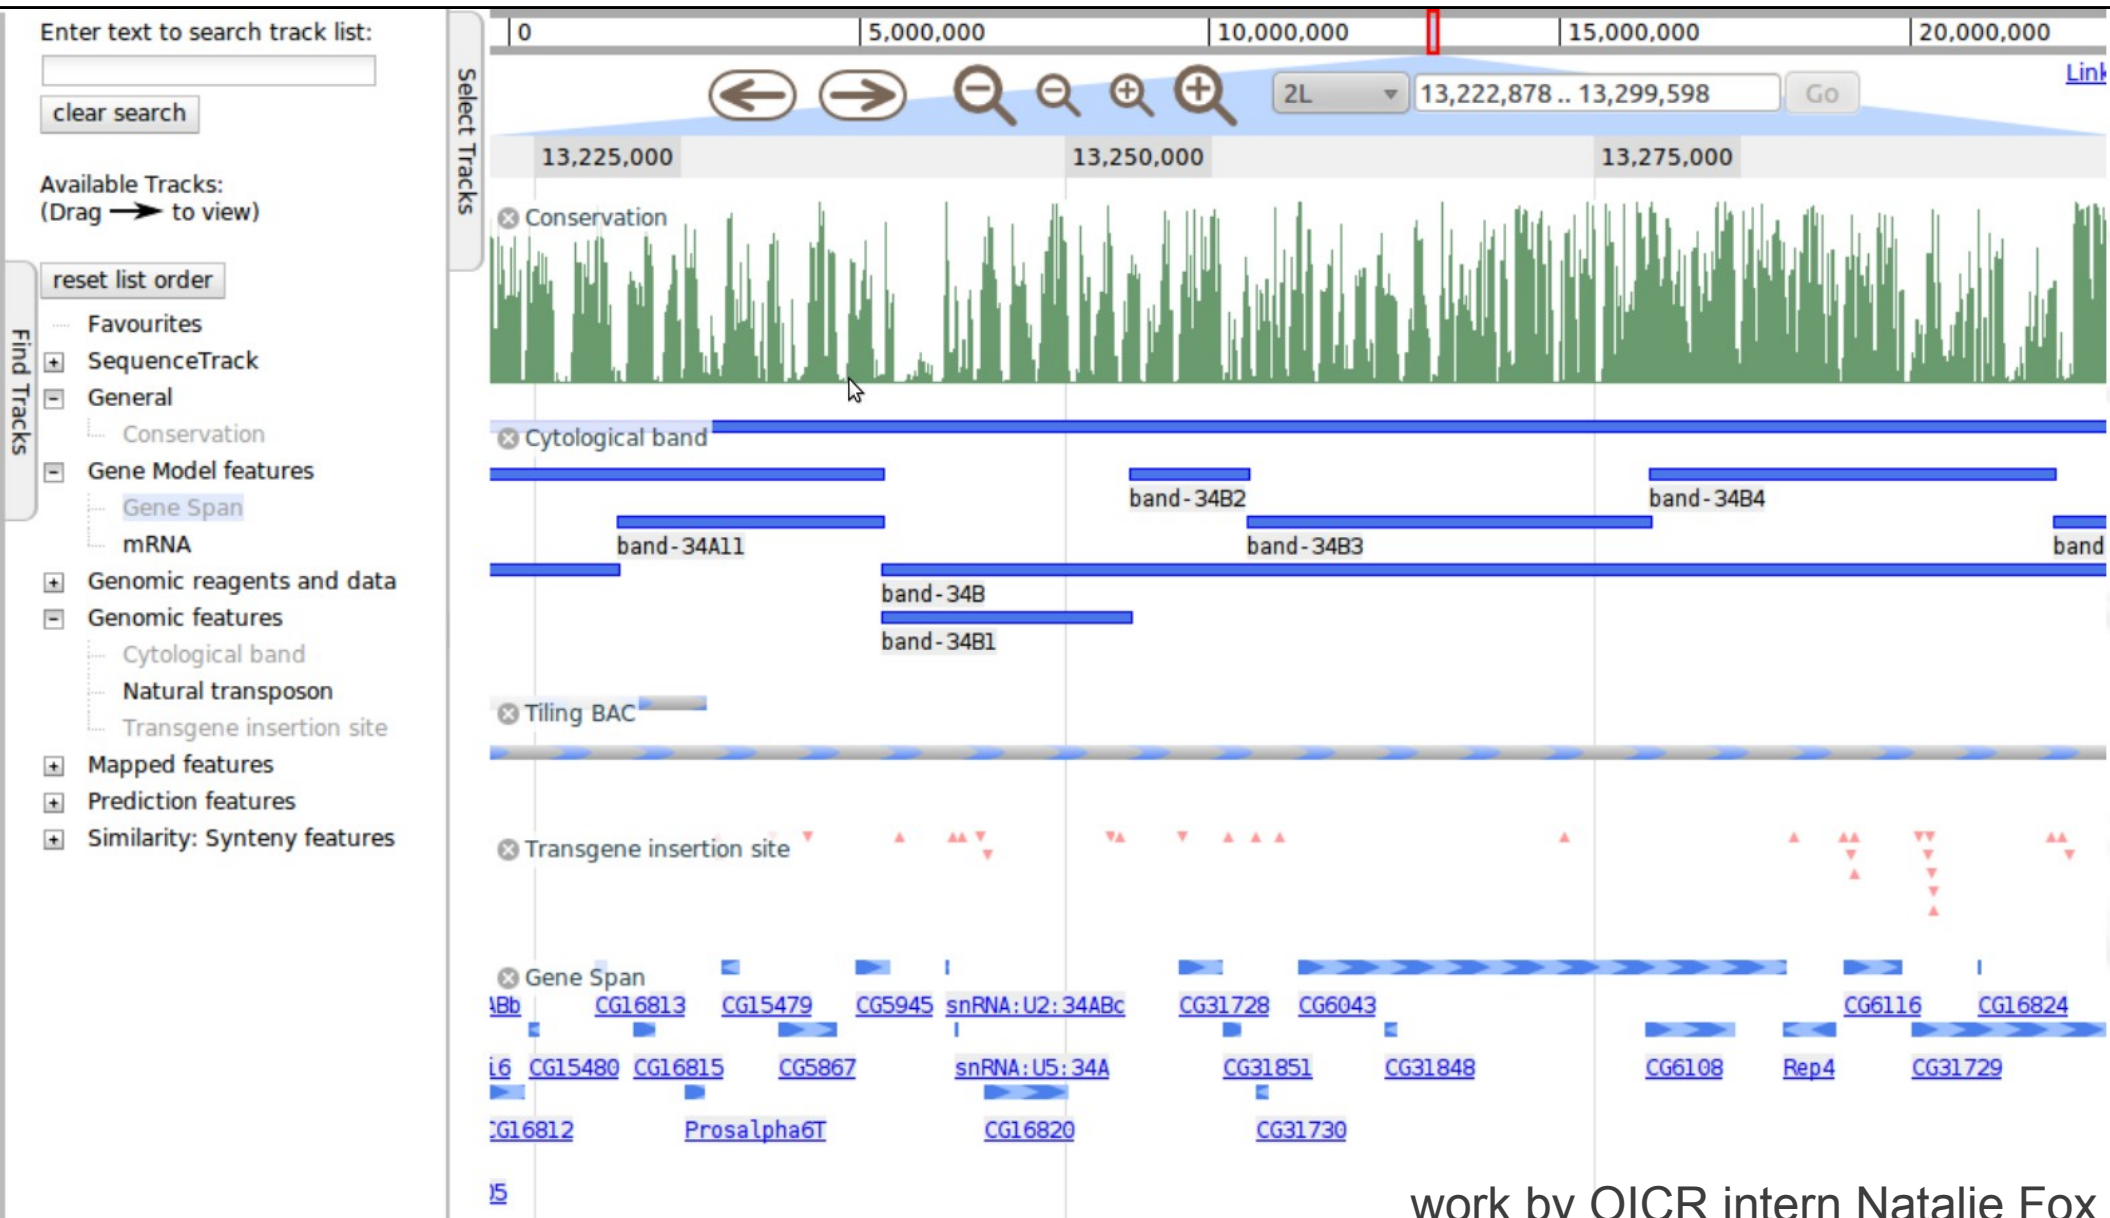 Enter text to search track list:
clear search
Available Tracks:
(Drag → to view)
reset list order
Favourites
SequenceTrack
General
Conservation
Gene Model features
Gene Span
mRNA
Genomic reagents and data
Genomic features
Cytological band
Natural transposon
Transgene insertion site
Mapped features
Prediction features
Similarity: Synteny features
Find Tracks
Select Tracks
0 5,000,000 10,000,000 15,000,000 20,000,000
Link
2L 13,222,878 .. 13,299,598 Go
13,225,000 13,250,000 13,275,000
Conservation
Cytological band
band-34B2 band-34B4
band-34A11 band-34B3 band
band-34B
band-34B1
Tiling BAC
Transgene insertion site
Gene Span
ABb CG16813 CG15479 CG5945 snRNA:U2:34ABc CG31728 CG6043 CG6116 CG16824
i6 CG15480 CG16815 CG5867 snRNA:U5:34A CG31851 CG31848 CG6108 Rep4 CG31729
CG16812 Prosalpha6T CG16820 CG31730
05
work by OICR intern Natalie Fox